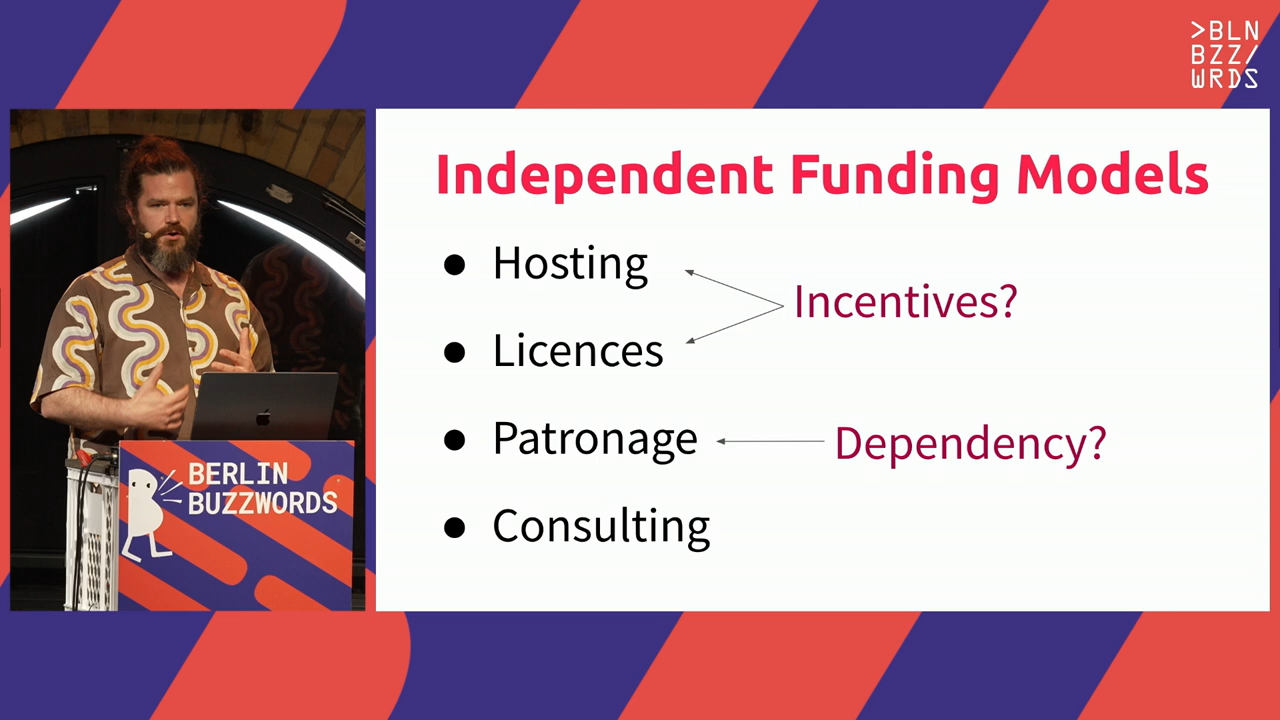 >BLN
BZZ/
WRDS
Independent Funding Models
● Hosting
Incentives?
● Licences
● Patronage
Dependency?
● Consulting
BERLIN
BUZZWORDS